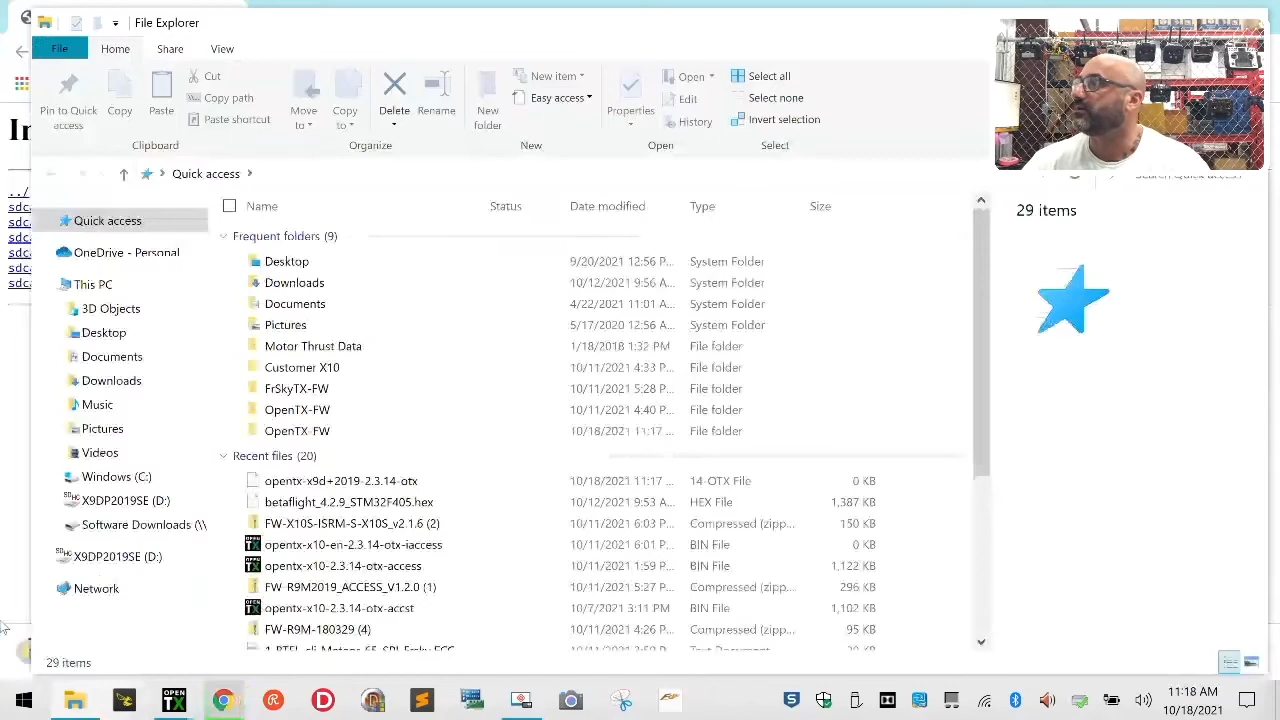 File Explorer
File Home Share View
Pin to Quick access
Copy
Paste
Cut
Copy path
Paste shortcut
Clipboard
Move to
Copy to
Delete
Rename
Organize
New folder
New item
Easy access
New
Properties
Open
Edit
History
Open
Select all
Select none
Invert selection
Select
Quick access
29 items
Quick access
OneDrive - Personal
This PC
3D Objects
Desktop
Documents
Downloads
Music
Pictures
Videos
Windows (C:)
X9DP2019SE (D:)
Software Downloads (\\
X9DP2019SE (D:)
Network
Name Status Date modified Type Size
Frequent folders (9)
Desktop 9/20/2021 12:56 P... System Folder
Downloads 10/12/2021 9:56 A... System Folder
Documents 4/22/2021 11:01 A... System Folder
Pictures 5/17/2020 12:56 A... System Folder
Motor Thrust Data 1/18/2018 1:32 PM File folder
Customer X10 10/11/2021 4:33 P... File folder
FrSkyTX-FW 10/11/2021 5:28 P... File folder
OpenTX-FW 10/11/2021 4:40 P... File folder
OpenTX-FW 10/18/2021 11:17 ... File folder
Recent files (20)
opentx-x9d+2019-2.3.14-otx 10/18/2021 11:17 ... 14-OTX File 0 KB
betaflight_4.2.9_STM32F405.hex 10/12/2021 9:53 A... HEX File 1,387 KB
FW-X10S-ISRM-S-X10S_v2.1.6 (2) 10/11/2021 6:03 P... Compressed (zipp... 150 KB
opentx-x10-en-2.3.14-otx-iaccess 10/11/2021 6:01 P... BIN File 0 KB
opentx-x10-2.3.14-otx-access 10/11/2021 1:59 P... BIN File 1,122 KB
FW-R9M2019_ACCESS_V1.2.0 (1) 10/11/2021 5:27 P... Compressed (zipp... 296 KB
opentx-x10-2.3.14-otx-accst 10/7/2021 3:11 PM BIN File 1,102 KB
FW-R9M-180329 (4) 10/11/2021 4:26 P... Compressed (zipp... 95 KB
29 items
OPEN TX
11:18 AM
10/18/2021